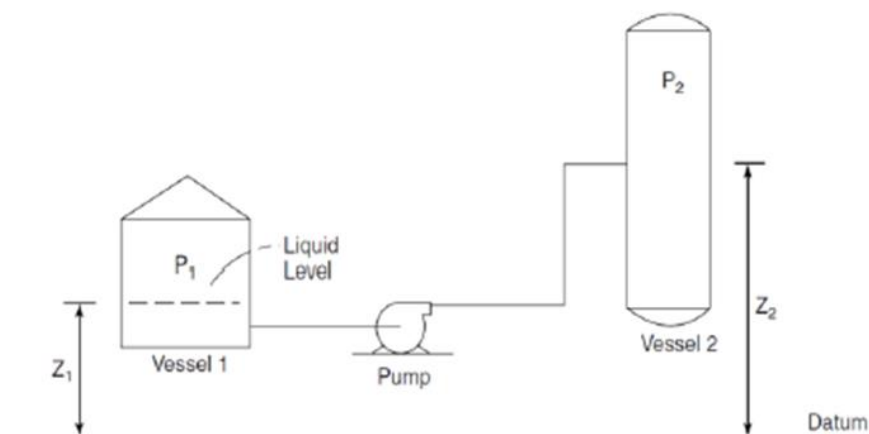 P₂
Liquid
Level
P₁
Z₂
Vessel 2
Z₁
Vessel 1
Pump
Datum